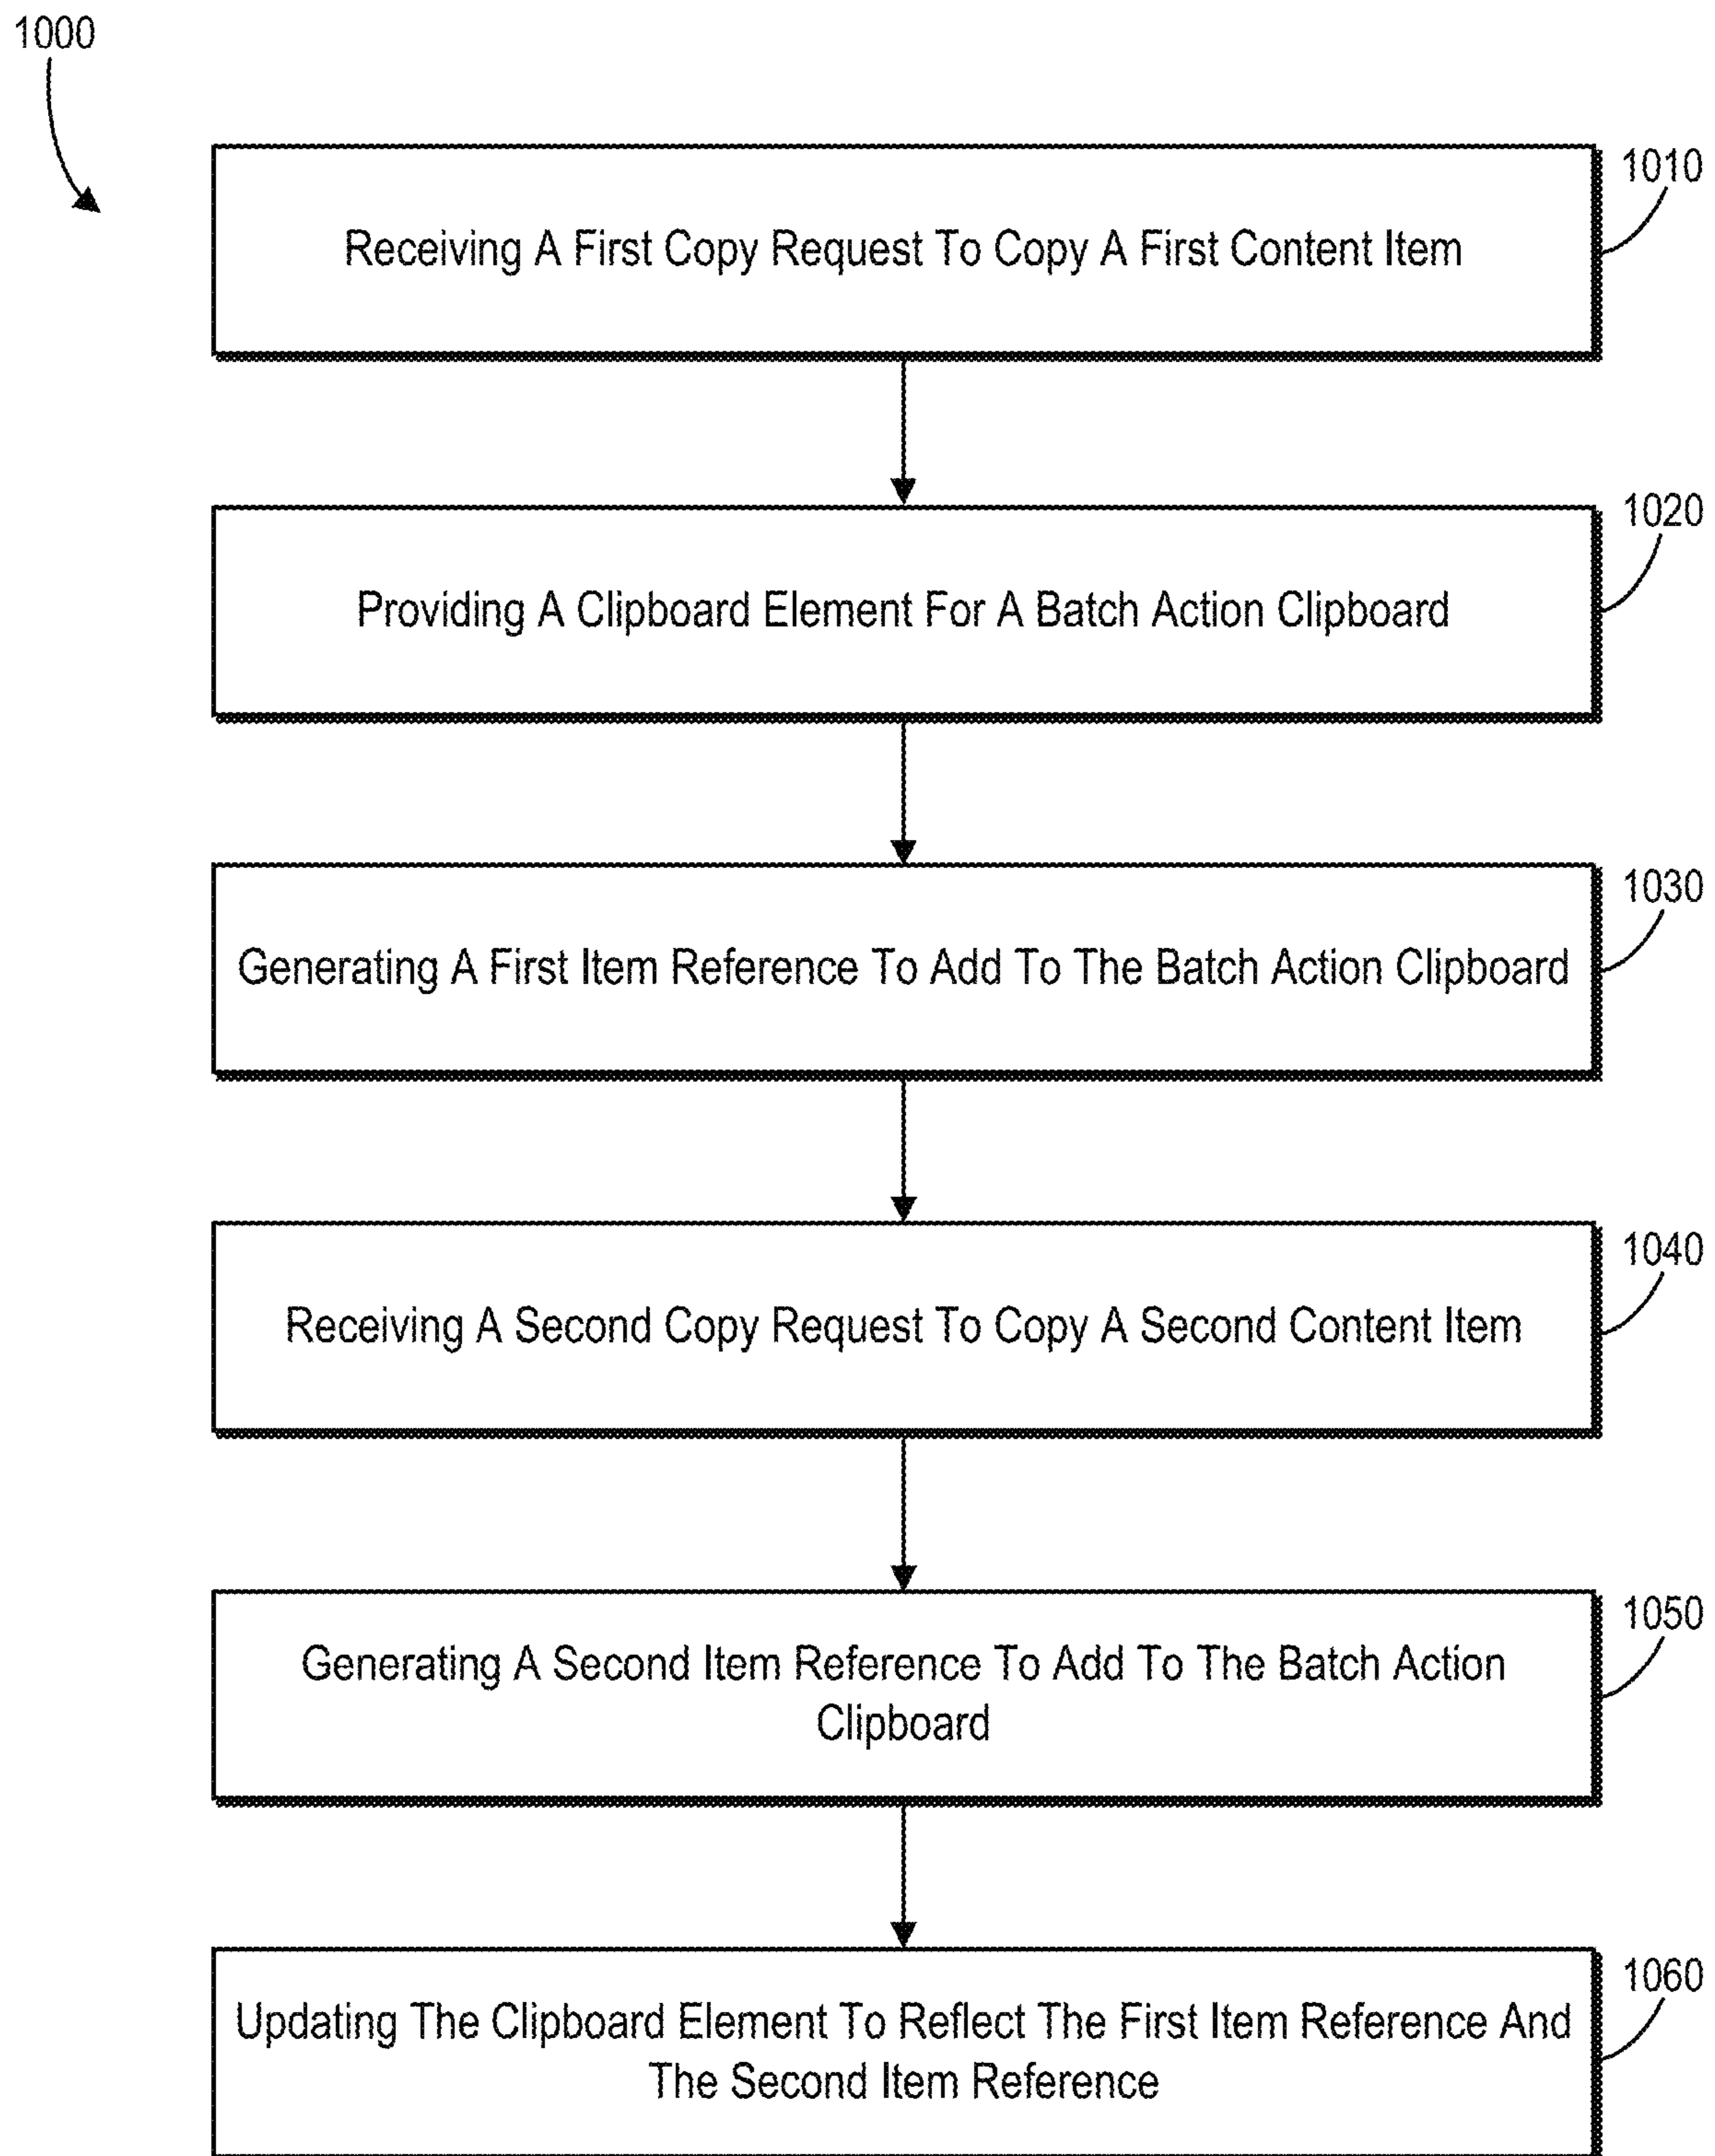 1000
1010
Receiving A First Copy Request To Copy A First Content Item
1020
Providing A Clipboard Element For A Batch Action Clipboard
1030
Generating A First Item Reference To Add To The Batch Action Clipboard
1040
Receiving A Second Copy Request To Copy A Second Content Item
1050
Generating A Second Item Reference To Add To The Batch Action
Clipboard
1060
Updating The Clipboard Element To Reflect The First Item Reference And
The Second Item Reference